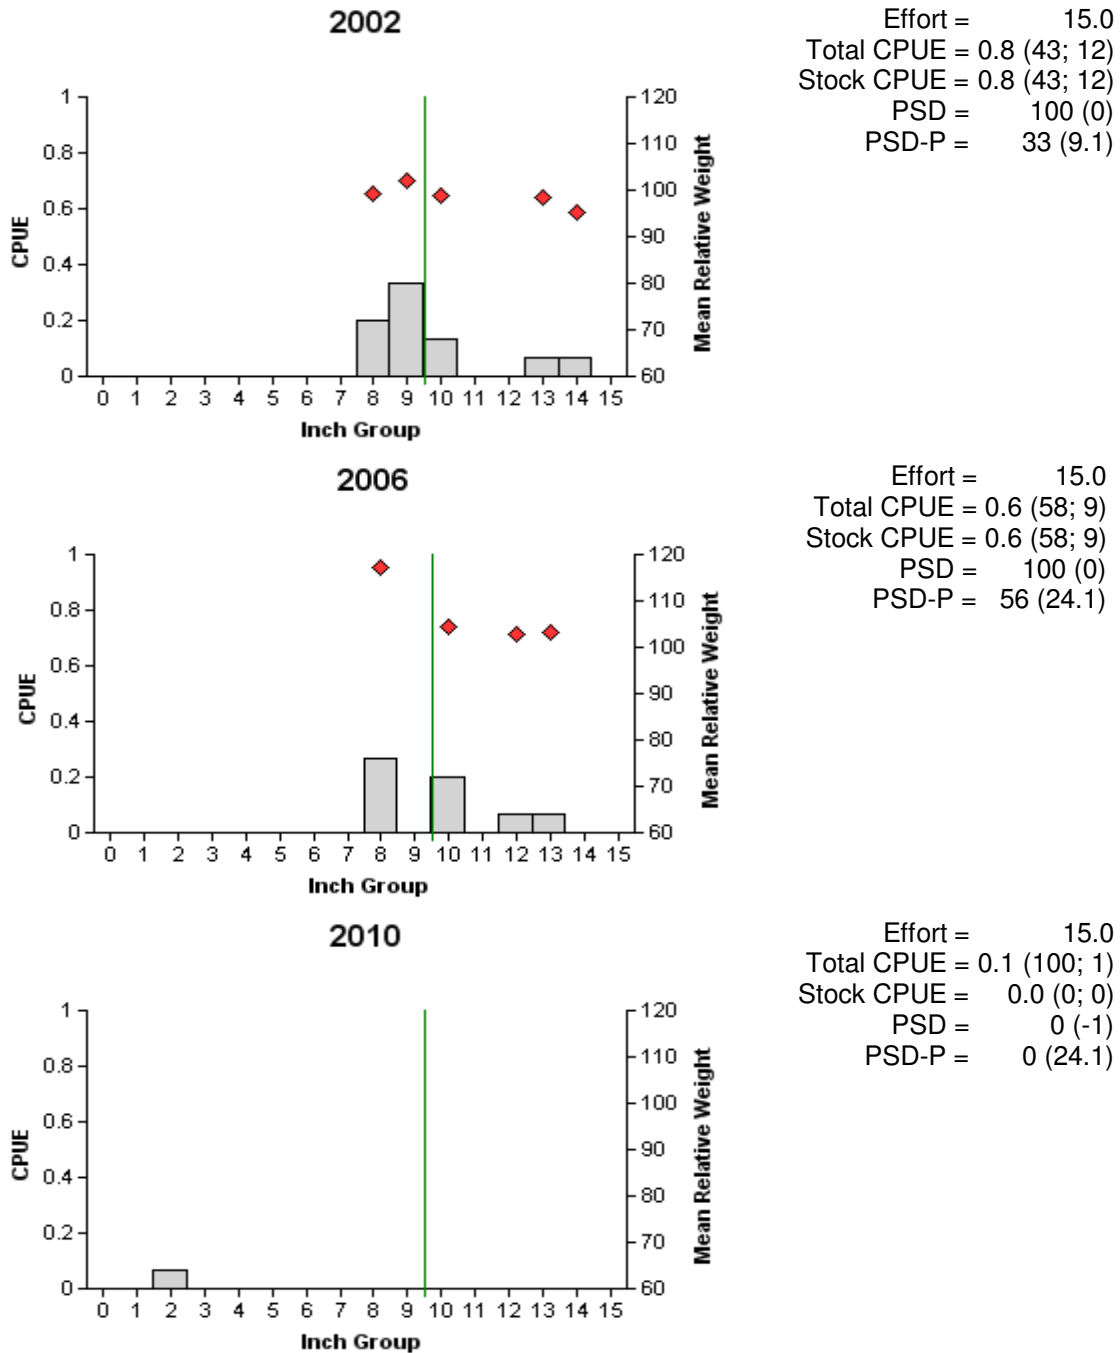 2002
Effort = 15.0
Total CPUE = 0.8 (43; 12)
Stock CPUE = 0.8 (43; 12)
PSD = 100 (0)
PSD-P = 33 (9.1)
1
0.8
0.6
0.4
0.2
0
CPUE
120
110
100
90
80
70
60
Mean Relative Weight
0 1 2 3 4 5 6 7 8 9 10 11 12 13 14 15
Inch Group
2006
Effort = 15.0
Total CPUE = 0.6 (58; 9)
Stock CPUE = 0.6 (58; 9)
PSD = 100 (0)
PSD-P = 56 (24.1)
1
0.8
0.6
0.4
0.2
0
CPUE
120
110
100
90
80
70
60
Mean Relative Weight
0 1 2 3 4 5 6 7 8 9 10 11 12 13 14 15
Inch Group
2010
Effort = 15.0
Total CPUE = 0.1 (100; 1)
Stock CPUE = 0.0 (0; 0)
PSD = 0 (-1)
PSD-P = 0 (24.1)
1
0.8
0.6
0.4
0.2
0
CPUE
120
110
100
90
80
70
60
Mean Relative Weight
0 1 2 3 4 5 6 7 8 9 10 11 12 13 14 15
Inch Group